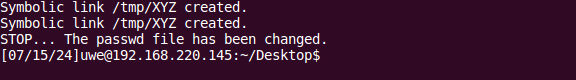 Symbolic link /tmp/XYZ created.
Symbolic link /tmp/XYZ created.
STOP... The passwd file has been changed.
[07/15/24]uwe@192.168.220.145:~/Desktop$